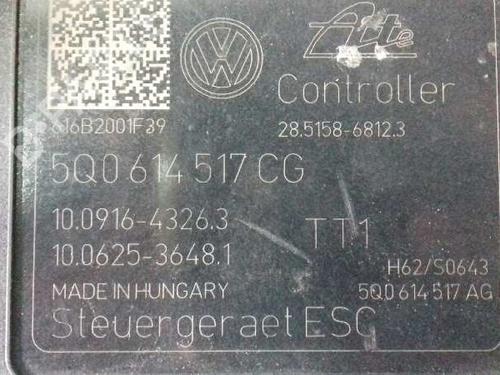 Ate
Controller
616B2001F39
28.5158-6812.3
5Q0 614 517 CG
10.0916-4326.3
TT1
10.0625-3648.1
H62/S0643
MADE IN HUNGARY
5Q0 614 517 AG
Steuergeraet ESC